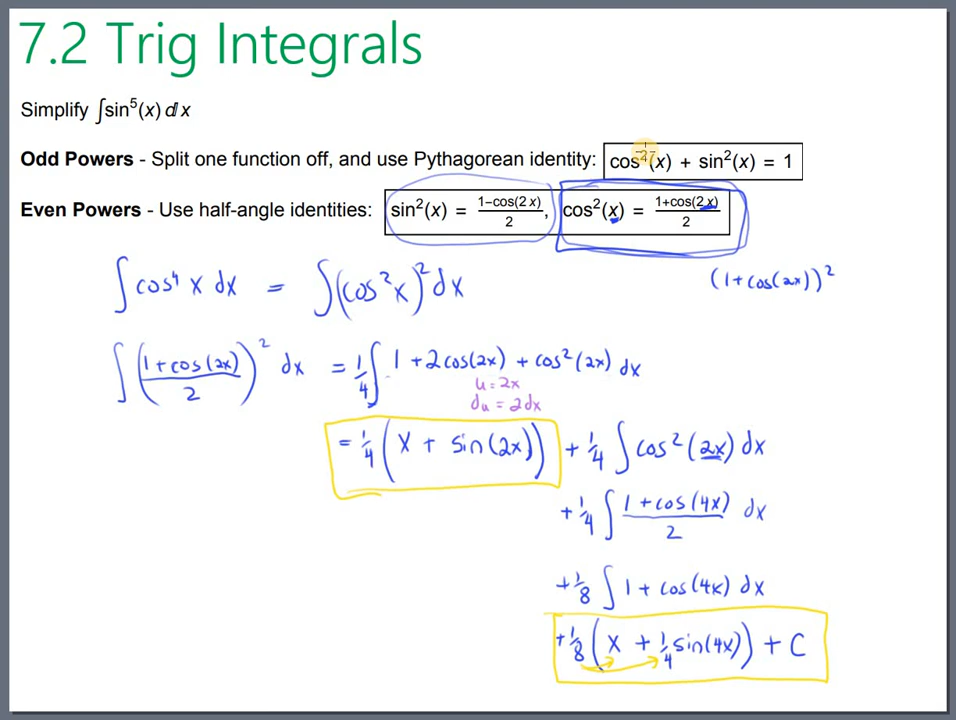 7.2 Trig Integrals
Simplify ∫sin⁵(x) dx
Odd Powers - Split one function off, and use Pythagorean identity: cos²(x) + sin²(x) = 1
Even Powers - Use half-angle identities: sin²(x) = (1−cos(2x))/2, cos²(x) = (1+cos(2x))/2
∫cos⁴ x dx = ∫(cos² x)² dx (1+cos(2x))²
∫((1+cos(2x))/2)² dx = 1/4 ∫ 1 + 2cos(2x) + cos²(2x) dx
u = 2x
du = 2dx
= 1/4 (x + sin(2x)) + 1/4 ∫ cos²(2x) dx
+ 1/4 ∫ (1 + cos(4x))/2 dx
+ 1/8 ∫ 1 + cos(4x) dx
+ 1/8 (x + 1/4 sin(4x)) + C